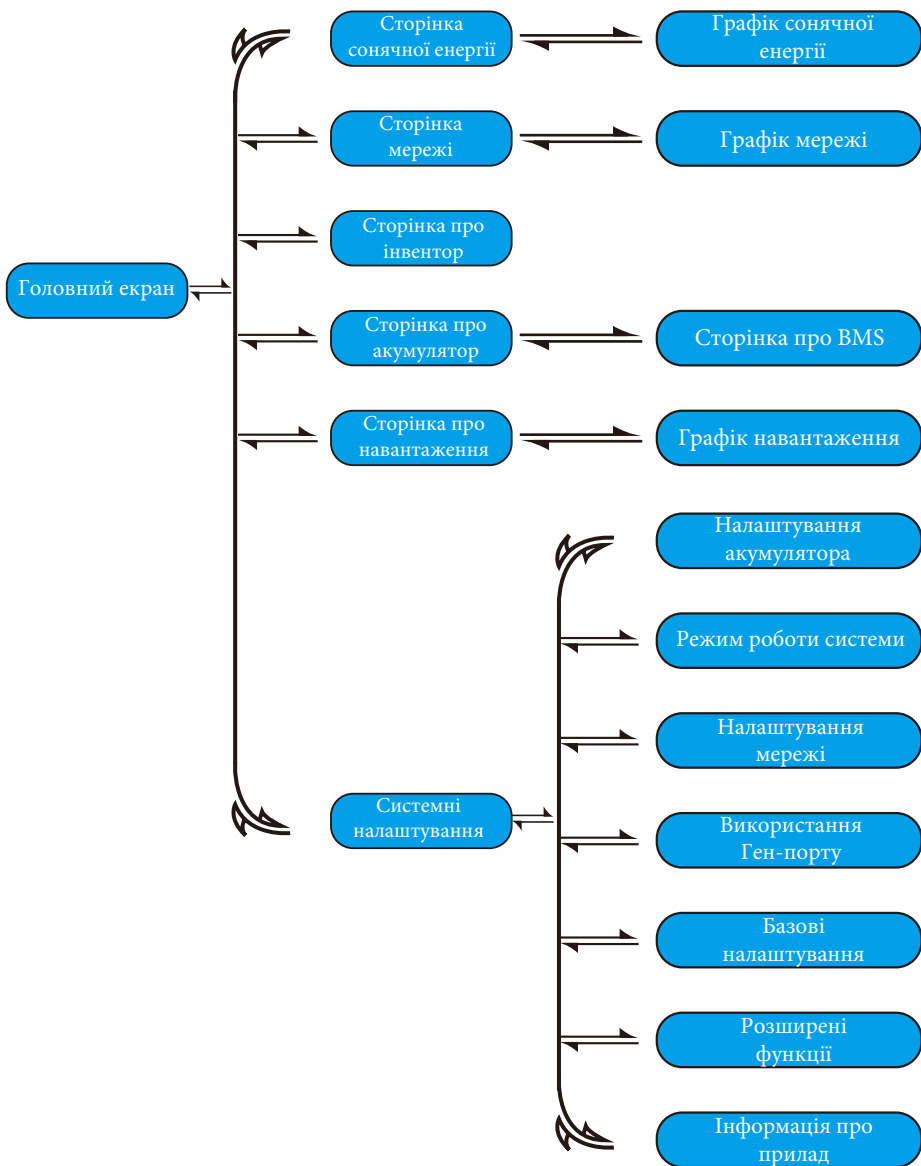 Сторінка
сонячної енергії
Графік сонячної
енергії
Сторінка
мережі
Графік мережі
Сторінка про
інвентор
Головний екран
Сторінка про
акумулятор
Сторінка про BMS
Сторінка про
навантаження
Графік навантаження
Налаштування
акумулятора
Режим роботи системи
Налаштування
мережі
Системні
налаштування
Використання
Ген-порту
Базові
налаштування
Розширені
функції
Інформація про
прилад